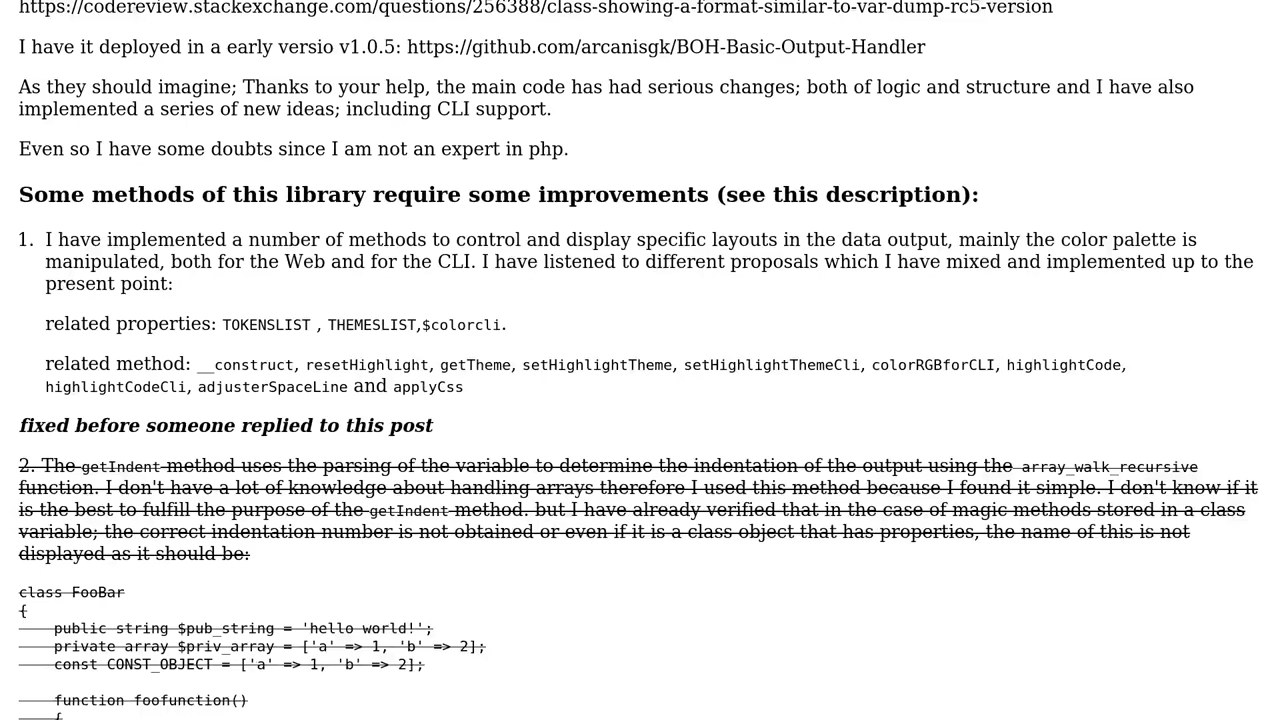 https://codereview.stackexchange.com/questions/256388/class-showing-a-format-similar-to-var-dump-rc5-version
I have it deployed in a early versio v1.0.5: https://github.com/arcanisgk/BOH-Basic-Output-Handler
As they should imagine; Thanks to your help, the main code has had serious changes; both of logic and structure and I have also
implemented a series of new ideas; including CLI support.
Even so I have some doubts since I am not an expert in php.
Some methods of this library require some improvements (see this description):
1. I have implemented a number of methods to control and display specific layouts in the data output, mainly the color palette is
manipulated, both for the Web and for the CLI. I have listened to different proposals which I have mixed and implemented up to the
present point:
related properties: TOKENSLIST , THEMESLIST,$colorcli.
related method: __construct, resetHighlight, getTheme, setHighlightTheme, setHighlightThemeCli, colorRGBforCLI, highlightCode,
highlightCodeCli, adjusterSpaceLine and applyCss
fixed before someone replied to this post
2. The getIndent method uses the parsing of the variable to determine the indentation of the output using the array_walk_recursive
function. I don't have a lot of knowledge about handling arrays therefore I used this method because I found it simple. I don't know if it
is the best to fulfill the purpose of the getIndent method. but I have already verified that in the case of magic methods stored in a class
variable; the correct indentation number is not obtained or even if it is a class object that has properties, the name of this is not
displayed as it should be:
class FooBar
{
    public string $pub_string = 'hello world!';
    private array $priv_array = ['a' => 1, 'b' => 2];
    const CONST_OBJECT = ['a' => 1, 'b' => 2];
    function foofunction()
    {